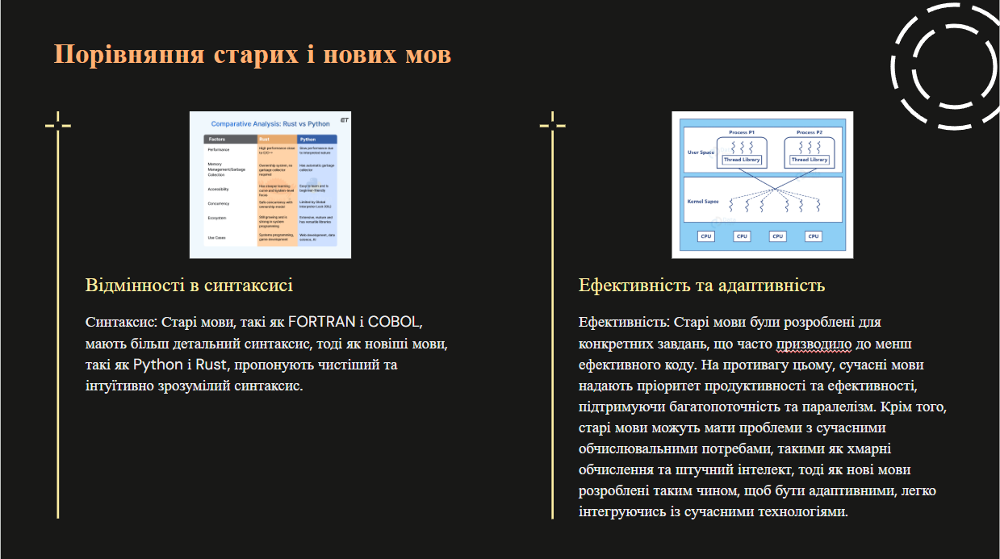 Порівняння старих і нових мов
Comparative Analysis: Rust vs Python
ET
Factors Rust Python
Performance
High performance close
to C/C++
Slow performance due
to interpreted nature
Memory
Management/Garbage
Collection
Ownership system, no
garbage collector
required
Has automatic garbage
collector
Accessibility
Has steeper learning
curve and system-level
focus
Easy to learn and is
beginner-friendly
Concurrency
Safe concurrency with
ownership model
Limited by Global
Interpreter Lock (GIL)
Ecosystem
Still growing and is
strong in system
programming
Extensive, mature and
has versatile libraries
Use Cases
Systems programming,
game development
Web development, data
science, AI
Відмінності в синтаксисі
Синтаксис: Старі мови, такі як FORTRAN і COBOL,
мають більш детальний синтаксис, тоді як новіші мови,
такі як Python і Rust, пропонують чистіший та
інтуїтивно зрозумілий синтаксис.
Process P1 Process P2
User Space
Thread Library Thread Library
Kernel Sapce
CPU CPU CPU CPU
Ефективність та адаптивність
Ефективність: Старі мови були розроблені для
конкретних завдань, що часто призводило до менш
ефективного коду. На противагу цьому, сучасні мови
надають пріоритет продуктивності та ефективності,
підтримуючи багатопоточність та паралелізм. Крім того,
старі мови можуть мати проблеми з сучасними
обчислювальними потребами, такими як хмарні
обчислення та штучний інтелект, тоді як нові мови
розроблені таким чином, щоб бути адаптивними, легко
інтегруючись із сучасними технологіями.